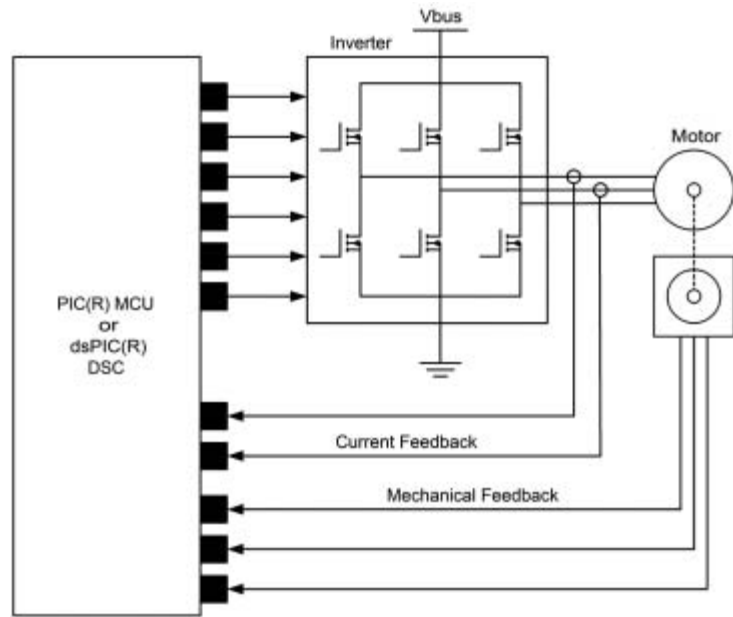 Vbus
Inverter
Motor
PIC(R) MCU
or
dsPIC(R)
DSC
Current Feedback
Mechanical Feedback